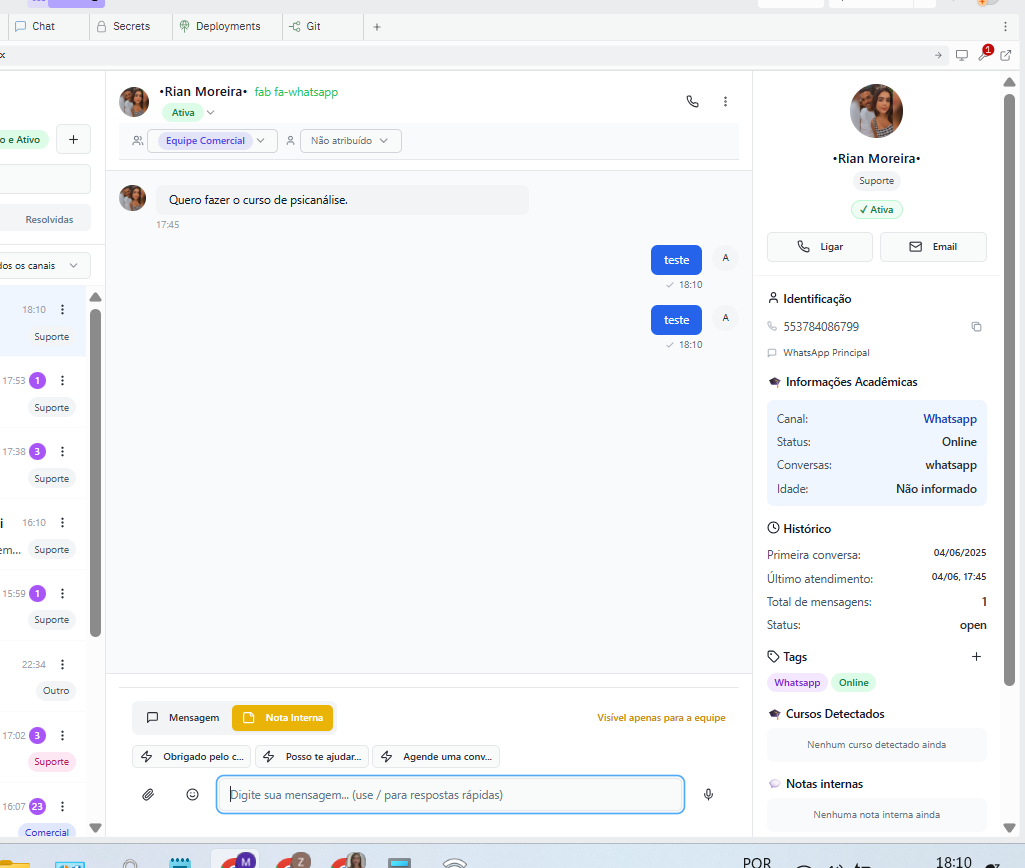 Chat Secrets Deployments Git +
x
1
•Rian Moreira• fab fa-whatsapp
Ativa
Equipe Comercial Não atribuído
o e Ativo +
Resolvidas
dos os canais
18:10
Suporte
17:53 1
Suporte
17:38 3
Suporte
i 16:10
em... Suporte
15:59 1
Suporte
22:34
Outro
17:02 3
Suporte
16:07 23
Comercial
Quero fazer o curso de psicanálise.
17:45
teste A
18:10
teste A
18:10
Mensagem Nota Interna Visível apenas para a equipe
Obrigado pelo c... Posso te ajudar... Agende uma conv...
Digite sua mensagem... (use / para respostas rápidas)
•Rian Moreira•
Suporte
✓ Ativa
Ligar Email
Identificação
553784086799
WhatsApp Principal
Informações Acadêmicas
Canal: Whatsapp
Status: Online
Conversas: whatsapp
Idade: Não informado
Histórico
Primeira conversa: 04/06/2025
Último atendimento: 04/06, 17:45
Total de mensagens: 1
Status: open
Tags +
Whatsapp Online
Cursos Detectados
Nenhum curso detectado ainda
Notas internas
Nenhuma nota interna ainda
M Z
POR 18:10